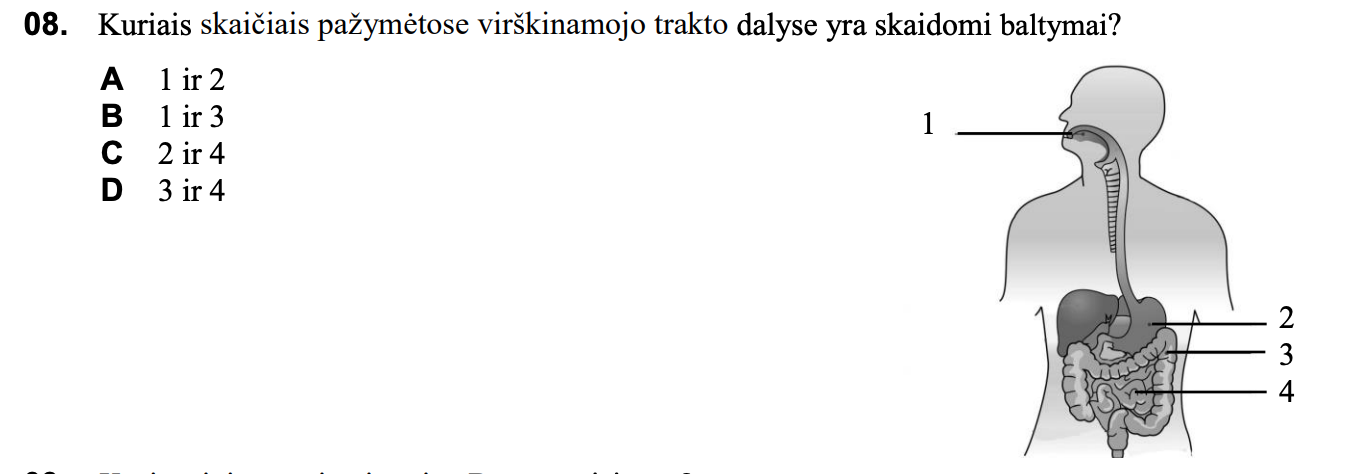 08. Kuriais skaičiais pažymėtose virškinamojo trakto dalyse yra skaidomi baltymai?
A 1 ir 2
B 1 ir 3
C 2 ir 4
D 3 ir 4
1
2
3
4